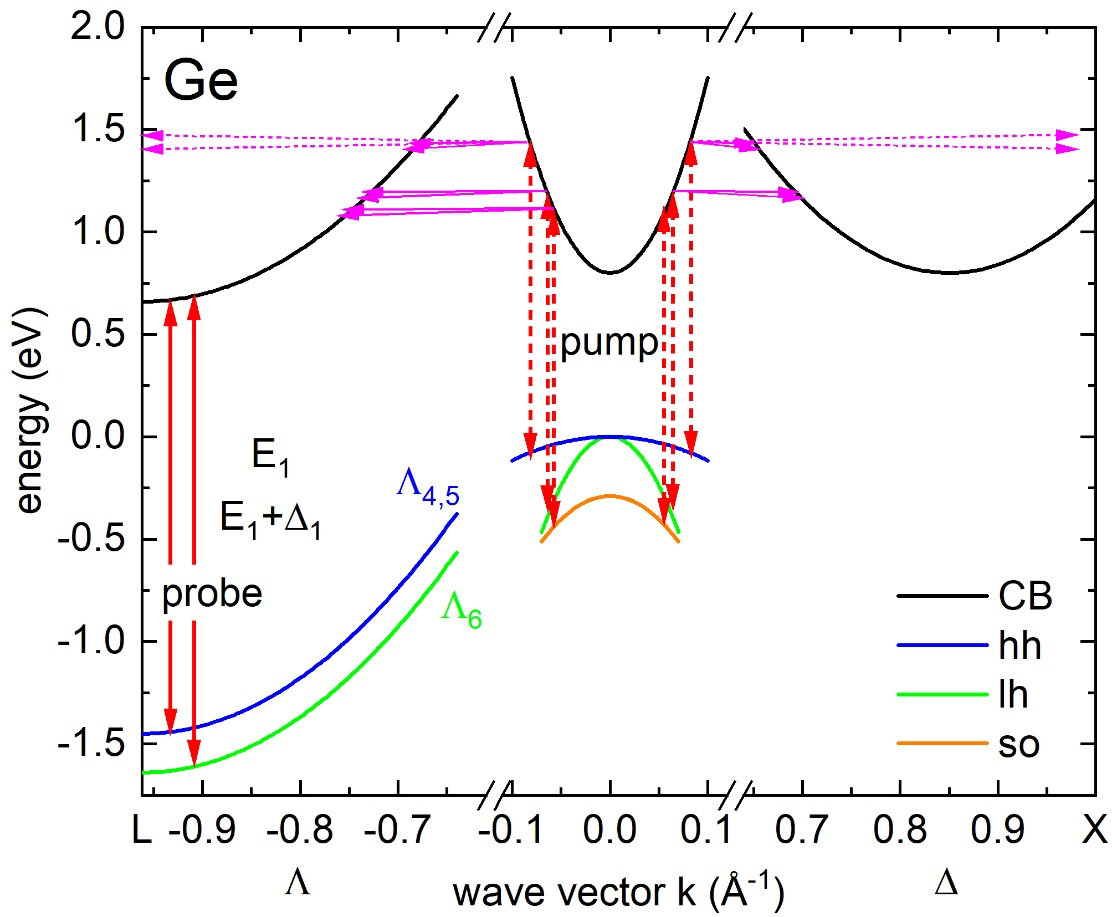 Ge
2.0
1.5
1.0
0.5
0.0
-0.5
-1.0
-1.5
energy (eV)
pump
E₁
E₁+Δ₁
probe
Λ₄,₅
Λ₆
CB
hh
lh
so
L -0.9 -0.8 -0.7 -0.1 0.0 0.1 0.7 0.8 0.9 X
Λ wave vector k (Å⁻¹) Δ